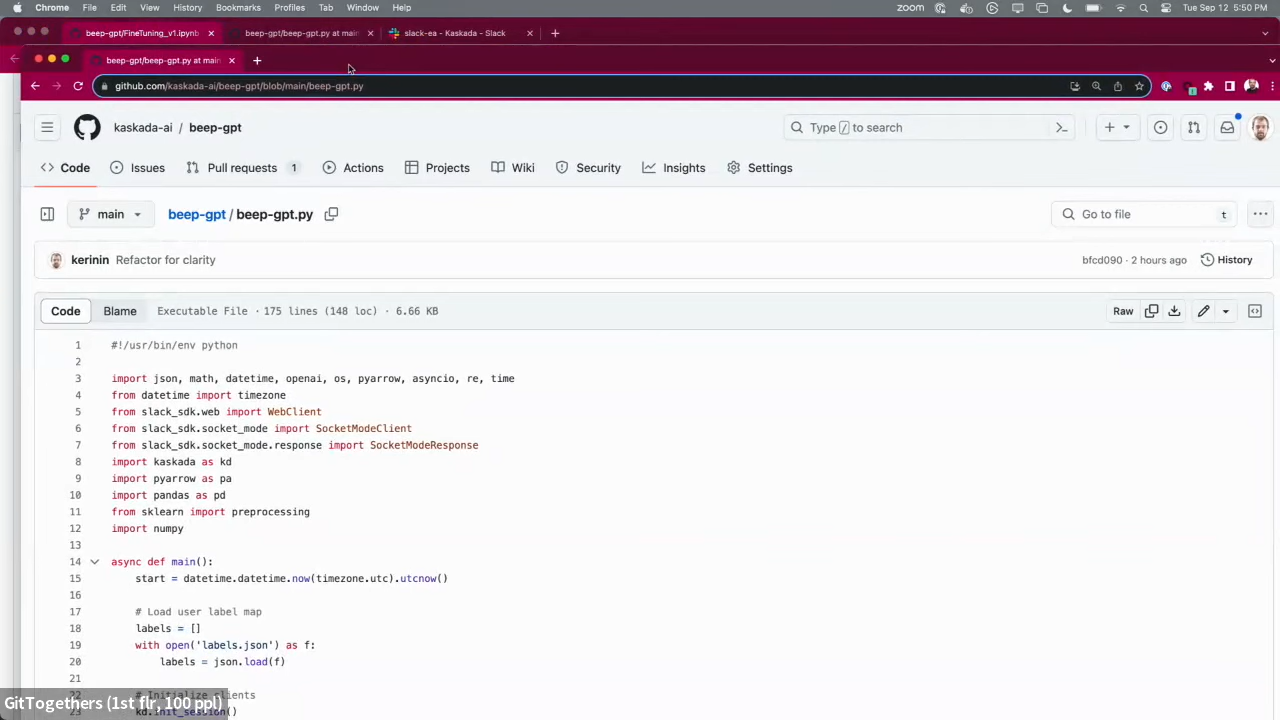 Chrome File Edit View History Bookmarks Profiles Tab Window Help zoom Tue Sep 12 5:50 PM
beep-gpt/FineTuning_v1.ipynb beep-gpt/beep-gpt.py at main slack-ea - Kaskada - Slack
beep-gpt/beep-gpt.py at main
github.com/kaskada-ai/beep-gpt/blob/main/beep-gpt.py
kaskada-ai / beep-gpt Type / to search
Code Issues Pull requests 1 Actions Projects Wiki Security Insights Settings
main beep-gpt / beep-gpt.py Go to file t
kerinin Refactor for clarity bfcd090 · 2 hours ago History
Code Blame Executable File · 175 lines (148 loc) · 6.66 KB Raw
1 #!/usr/bin/env python
2
3 import json, math, datetime, openai, os, pyarrow, asyncio, re, time
4 from datetime import timezone
5 from slack_sdk.web import WebClient
6 from slack_sdk.socket_mode import SocketModeClient
7 from slack_sdk.socket_mode.response import SocketModeResponse
8 import kaskada as kd
9 import pyarrow as pa
10 import pandas as pd
11 from sklearn import preprocessing
12 import numpy
13
14 async def main():
15 start = datetime.datetime.now(timezone.utc).utcnow()
16
17 # Load user label map
18 labels = []
19 with open('labels.json') as f:
20 labels = json.load(f)
21
22 # Initialize clients
23 kd.init_session()
GitTogethers (1st flr, 100 ppl)